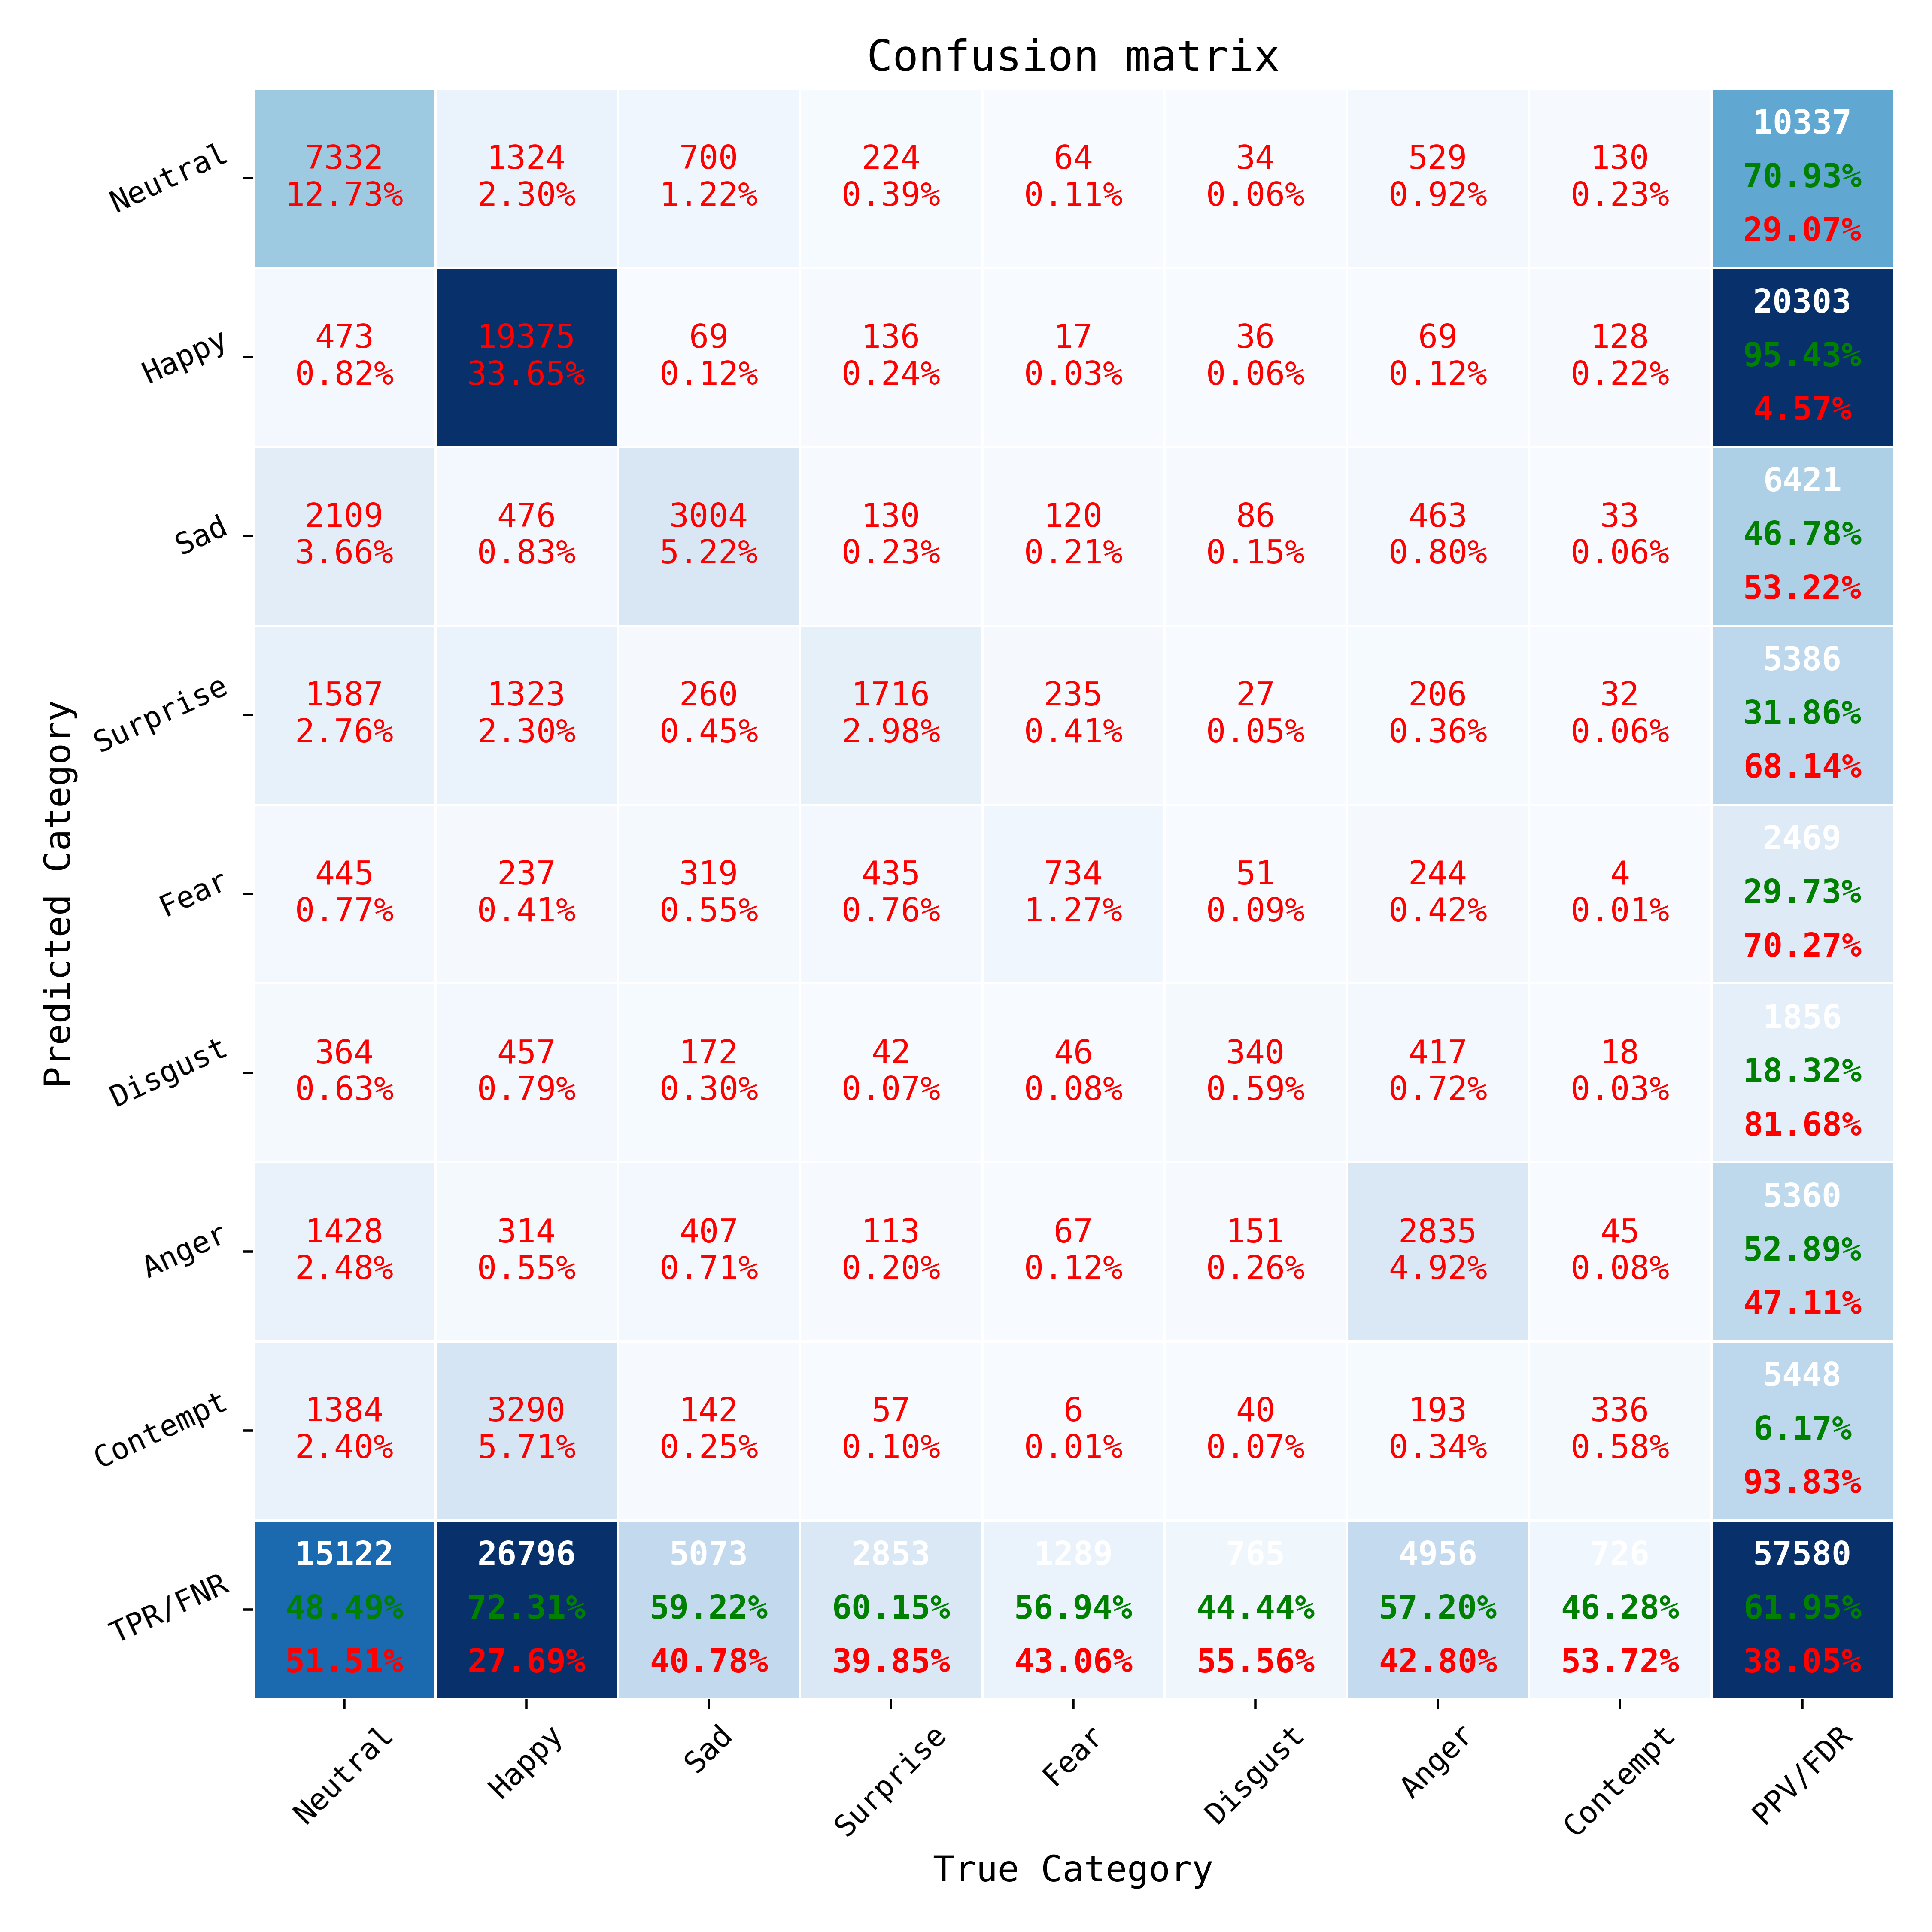 Confusion matrix
Predicted Category
Neutral
7332 1324 700 224 64 34 529 130 10337
12.73% 2.30% 1.22% 0.39% 0.11% 0.06% 0.92% 0.23% 70.93%
29.07%
Happy
473 19375 69 136 17 36 69 128 20303
0.82% 33.65% 0.12% 0.24% 0.03% 0.06% 0.12% 0.22% 95.43%
4.57%
Sad
2109 476 3004 130 120 86 463 33 6421
3.66% 0.83% 5.22% 0.23% 0.21% 0.15% 0.80% 0.06% 46.78%
53.22%
Surprise
1587 1323 260 1716 235 27 206 32 5386
2.76% 2.30% 0.45% 2.98% 0.41% 0.05% 0.36% 0.06% 31.86%
68.14%
Fear
445 237 319 435 734 51 244 4 2469
0.77% 0.41% 0.55% 0.76% 1.27% 0.09% 0.42% 0.01% 29.73%
70.27%
Disgust
364 457 172 42 46 340 417 18 1856
0.63% 0.79% 0.30% 0.07% 0.08% 0.59% 0.72% 0.03% 18.32%
81.68%
Anger
1428 314 407 113 67 151 2835 45 5360
2.48% 0.55% 0.71% 0.20% 0.12% 0.26% 4.92% 0.08% 52.89%
47.11%
Contempt
1384 3290 142 57 6 40 193 336 5448
2.40% 5.71% 0.25% 0.10% 0.01% 0.07% 0.34% 0.58% 6.17%
93.83%
TPR/FNR
15122 26796 5073 2853 1289 765 4956 726 57580
48.49% 72.31% 59.22% 60.15% 56.94% 44.44% 57.20% 46.28% 61.95%
51.51% 27.69% 40.78% 39.85% 43.06% 55.56% 42.80% 53.72% 38.05%
Neutral Happy Sad Surprise Fear Disgust Anger Contempt PPV/FDR
True Category